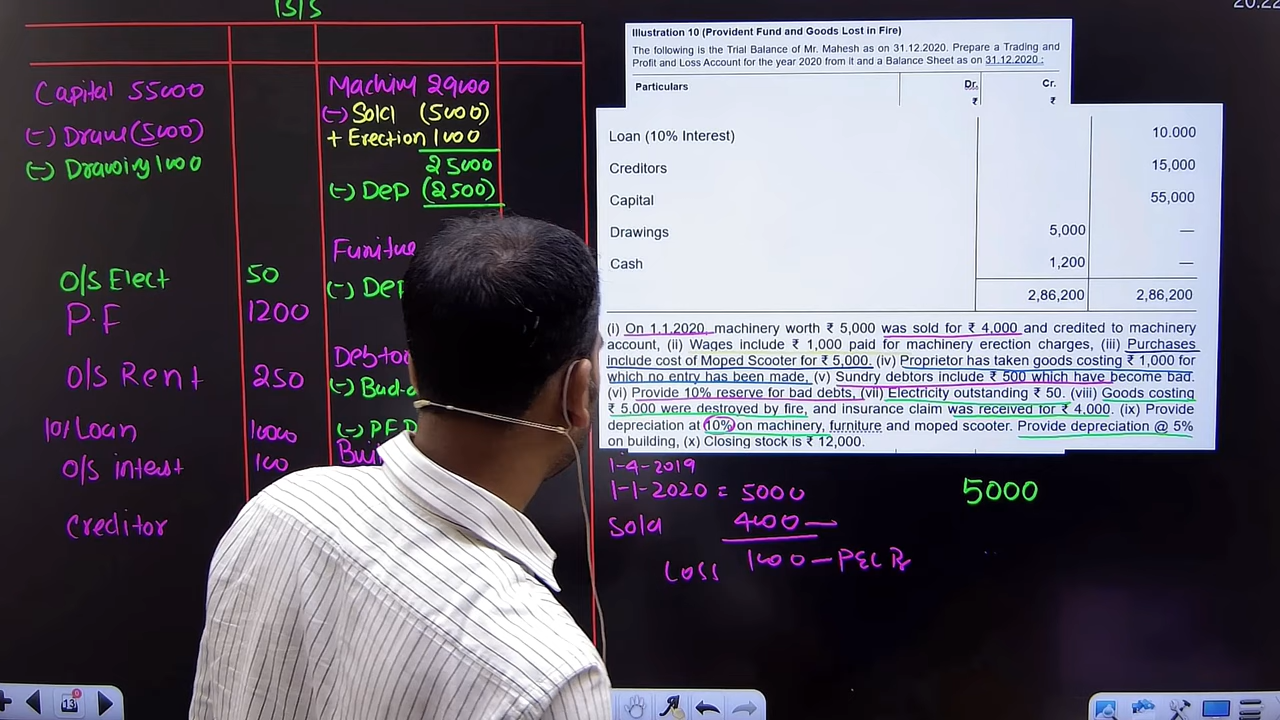 20:22
B/S
Capital 55000
(-) Draw (5000)
(-) Drawing 1000
O/S Elect 50
P.F 1200
O/S Rent 250
10% Loan 10000
O/S intest 100
Creditor
Machinry 29000
(-) Sold (5000)
+ Erection 1000
25000
(-) Dep (2500)
Furnitue
(-) Dep
Debto
(-) Bad-d
(-) PFD
Illustration 10 (Provident Fund and Goods Lost in Fire)
The following is the Trial Balance of Mr. Mahesh as on 31.12.2020. Prepare a Trading and
Profit and Loss Account for the year 2020 from it and a Balance Sheet as on 31.12.2020 :
Particulars Dr. Cr.
₹ ₹
Loan (10% Interest) 10.000
Creditors 15,000
Capital 55,000
Drawings 5,000 —
Cash 1,200 —
2,86,200 2,86,200
(i) On 1.1.2020, machinery worth ₹ 5,000 was sold for ₹ 4,000 and credited to machinery
account, (ii) Wages include ₹ 1,000 paid for machinery erection charges, (iii) Purchases
include cost of Moped Scooter for ₹ 5,000. (iv) Proprietor has taken goods costing ₹ 1,000 for
which no entry has been made, (v) Sundry debtors include ₹ 500 which have become bad.
(vi) Provide 10% reserve for bad debts, (vii) Electricity outstanding ₹ 50. (viii) Goods costing
₹ 5,000 were destroyed by fire, and insurance claim was received for ₹ 4,000. (ix) Provide
depreciation at 10% on machinery, furniture and moped scooter. Provide depreciation @ 5%
on building, (x) Closing stock is ₹ 12,000.
1-4-2019
1-1-2020 = 5000
Sold 4000 —
Loss 1000 — P&L Dr
5000
13